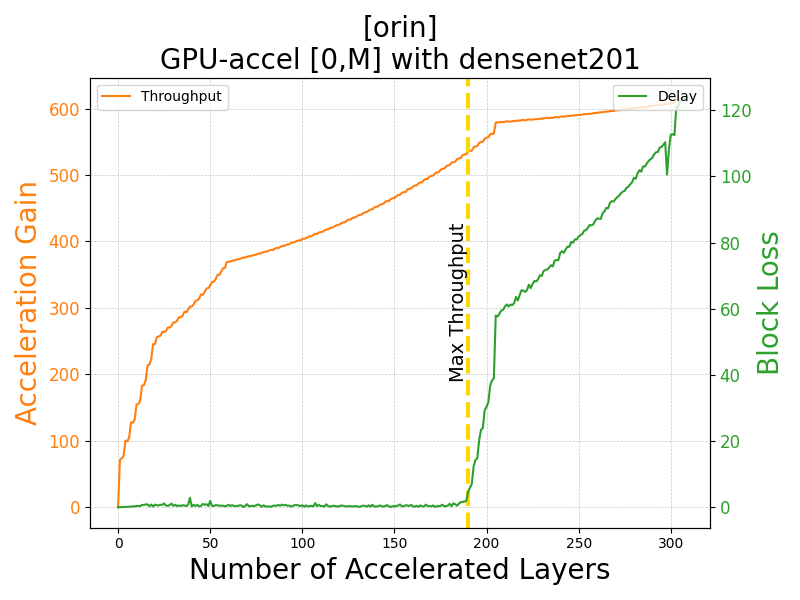 [orin]
GPU-accel [0,M] with densenet201
Throughput
Delay
Acceleration Gain
600
500
400
300
200
100
0
Max Throughput
120
100
80
60
40
20
0
Block Loss
0
50
100
150
200
250
300
Number of Accelerated Layers